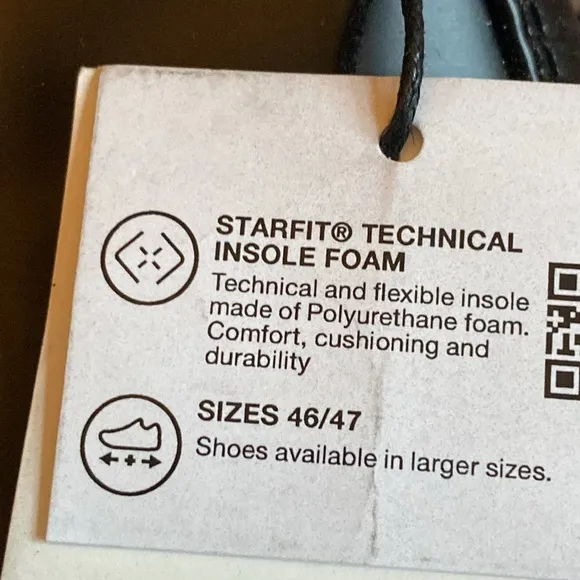 STARFIT® TECHNICAL
INSOLE FOAM
Technical and flexible insole
made of Polyurethane foam.
Comfort, cushioning and
durability
SIZES 46/47
Shoes available in larger sizes.